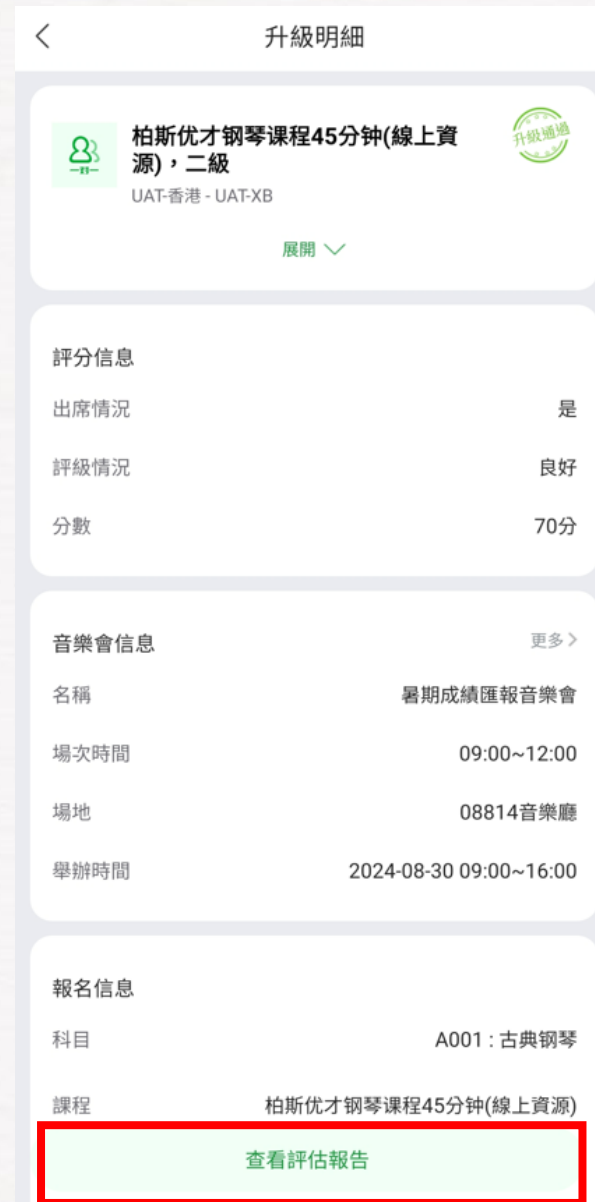 升級明細
柏斯优才钢琴课程45分钟(線上資
源)，二級
升級通過
UAT-香港 - UAT-XB
展開
評分信息
出席情況 是
評級情況 良好
分數 70分
音樂會信息 更多
名稱 暑期成績匯報音樂會
場次時間 09:00~12:00
場地 08814音樂廳
舉辦時間 2024-08-30 09:00~16:00
報名信息
科目 A001 : 古典钢琴
課程 柏斯优才钢琴课程45分钟(線上資源)
查看評估報告